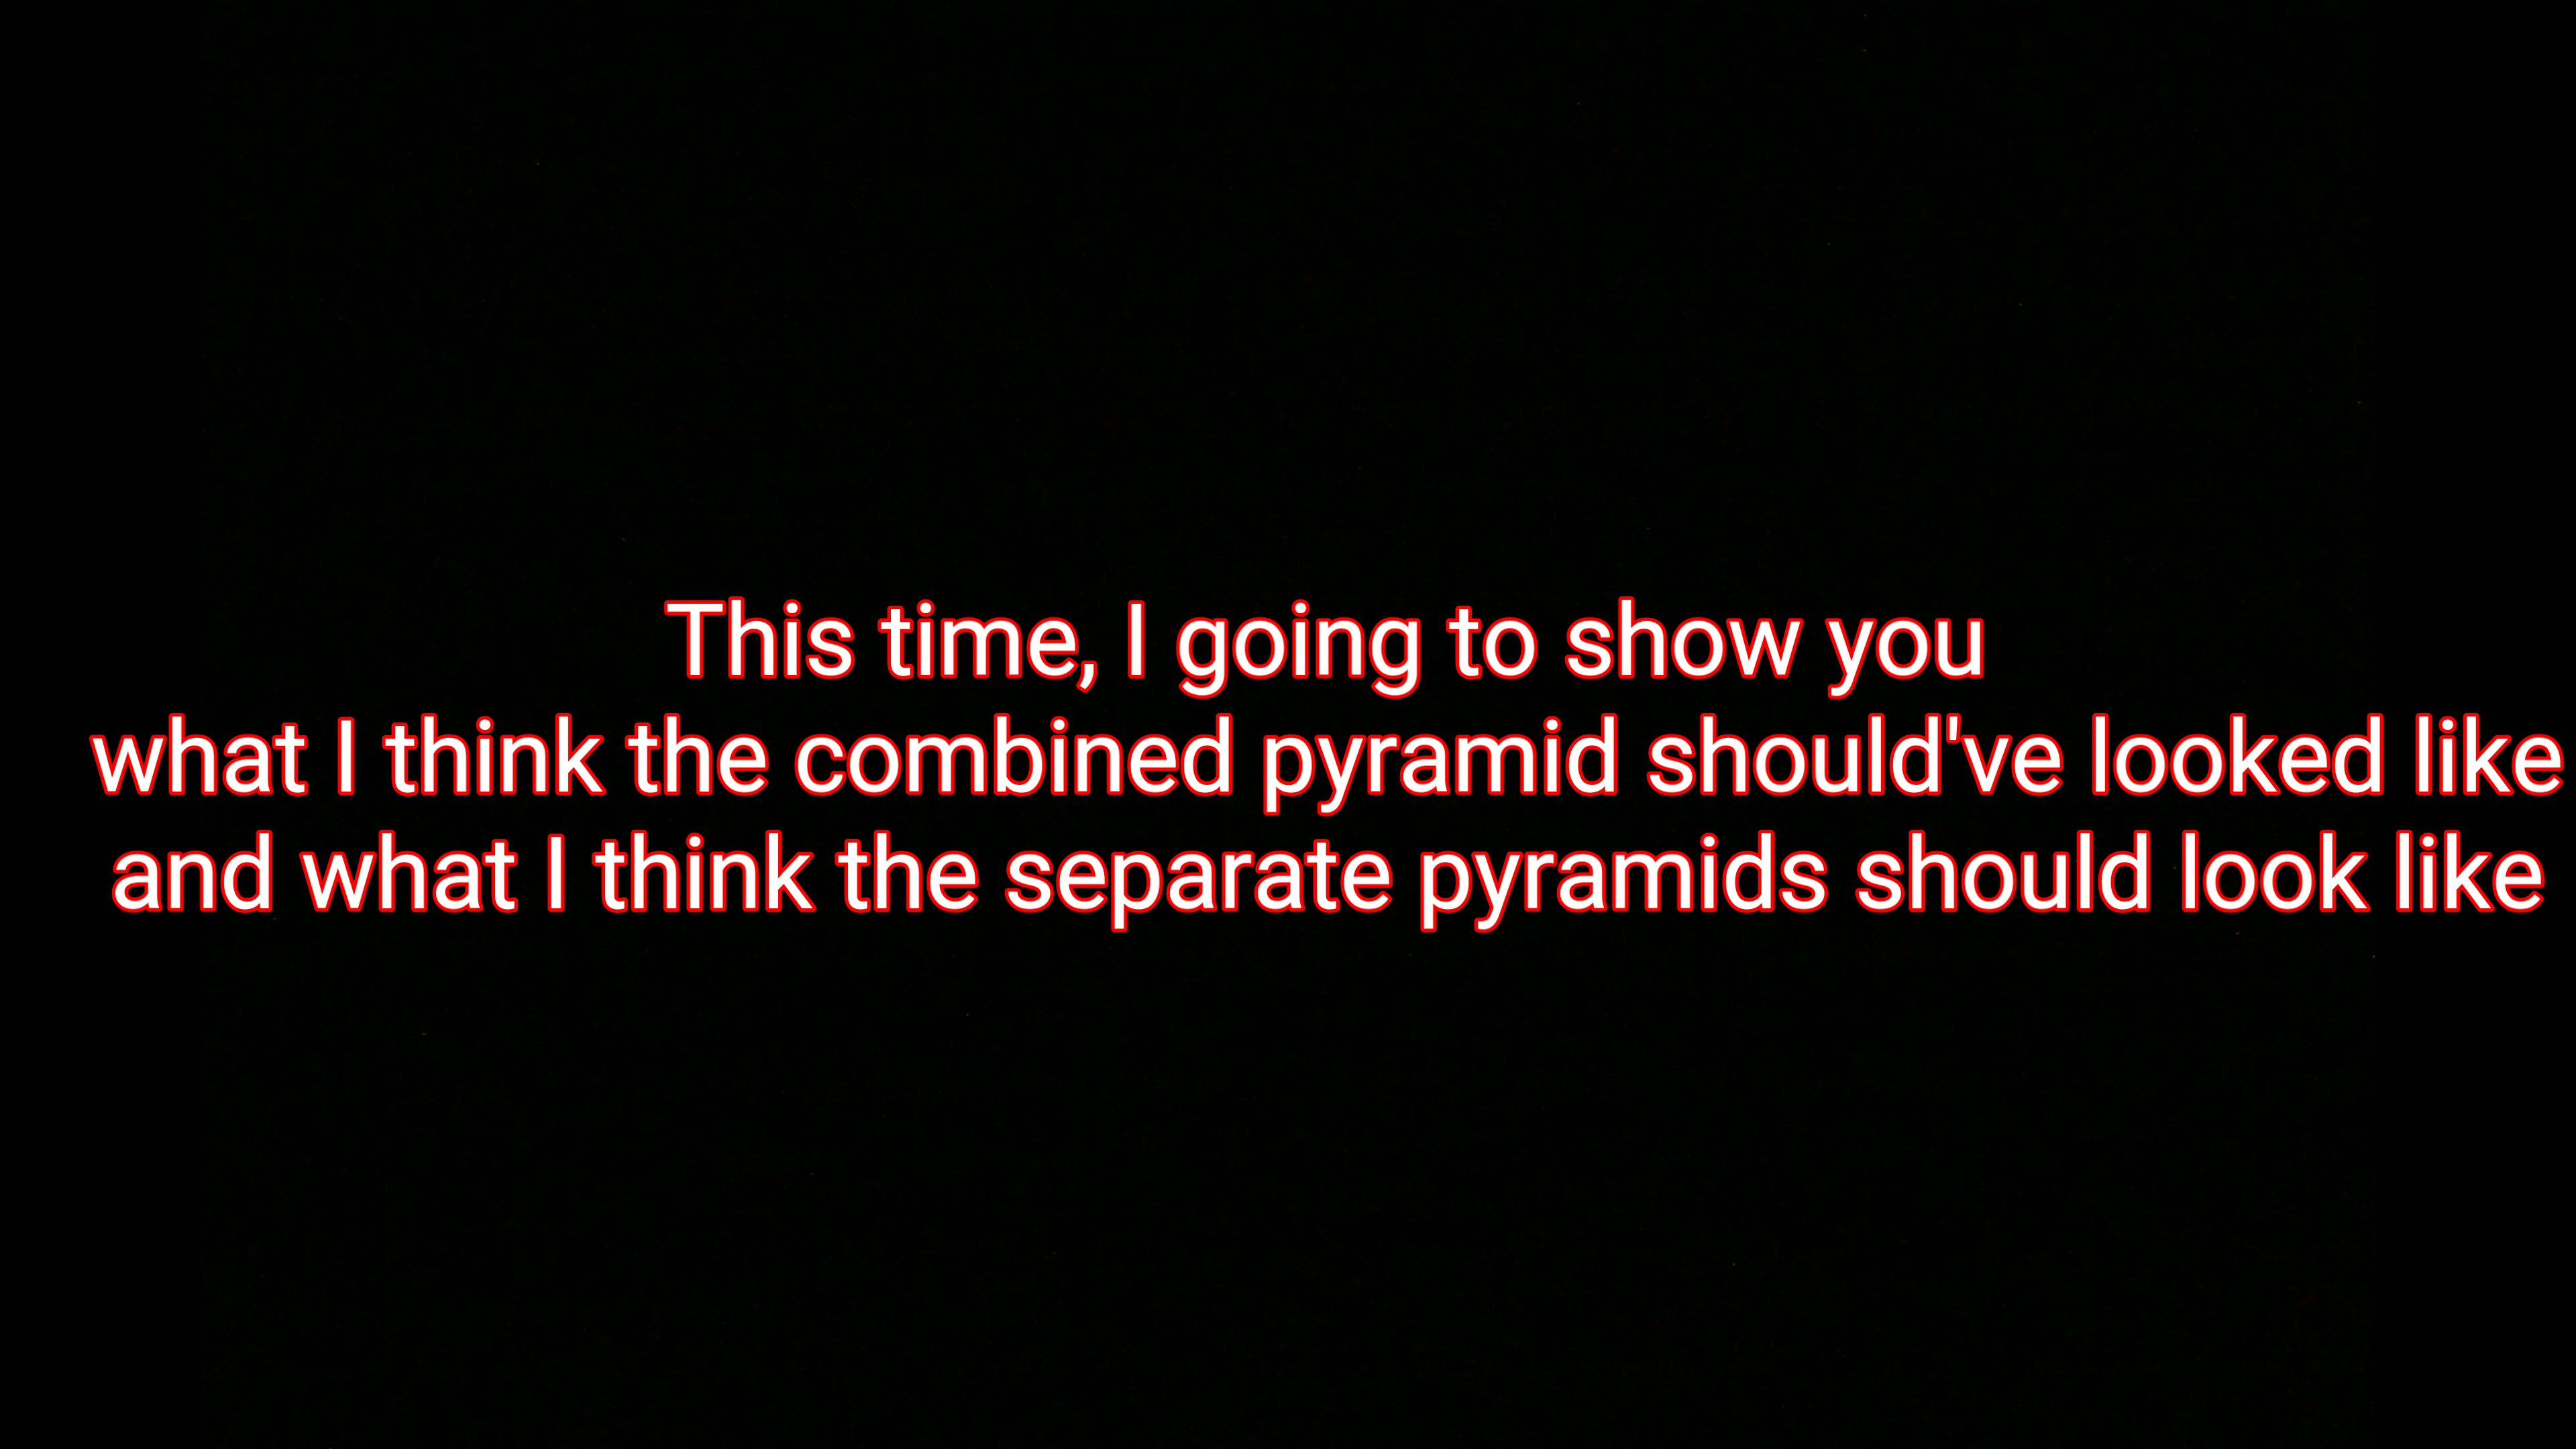 This time, I going to show you
what I think the combined pyramid should've looked like
and what I think the separate pyramids should look like